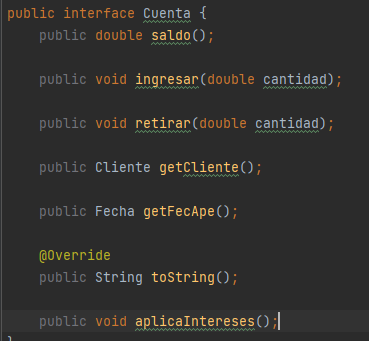 public interface Cuenta {
public double saldo();
public void ingresar(double cantidad);
public void retirar(double cantidad);
public Cliente getCliente();
public Fecha getFecApe();
@Override
public String toString();
public void aplicaIntereses();
}